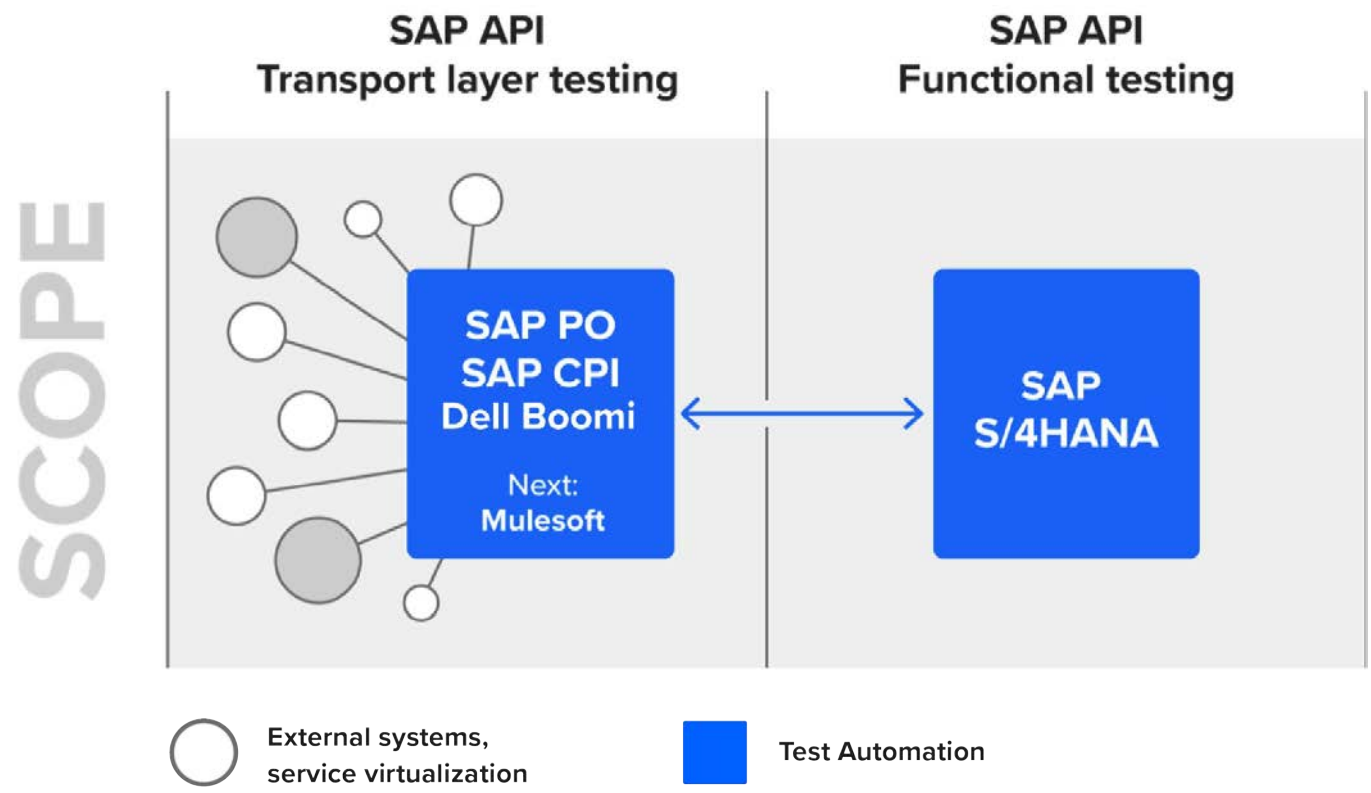 SAP API
Transport layer testing
SAP API
Functional testing
SCOPE
SAP PO
SAP CPI
Dell Boomi
Next:
Mulesoft
SAP
S/4HANA
External systems,
service virtualization
Test Automation